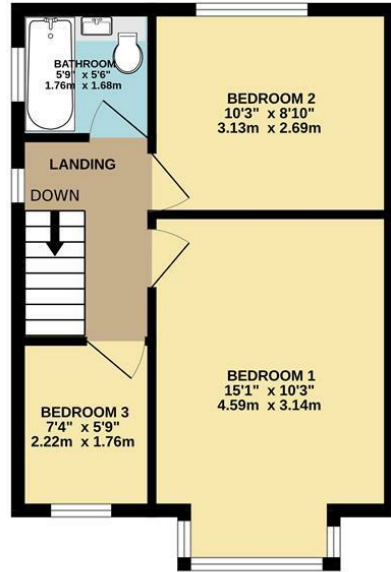 BATHROOM
5'9" x 5'6"
1.76m x 1.68m
BEDROOM 2
10'3" x 8'10"
3.13m x 2.69m
LANDING
DOWN
BEDROOM 1
15'1" x 10'3"
4.59m x 3.14m
BEDROOM 3
7'4" x 5'9"
2.22m x 1.76m